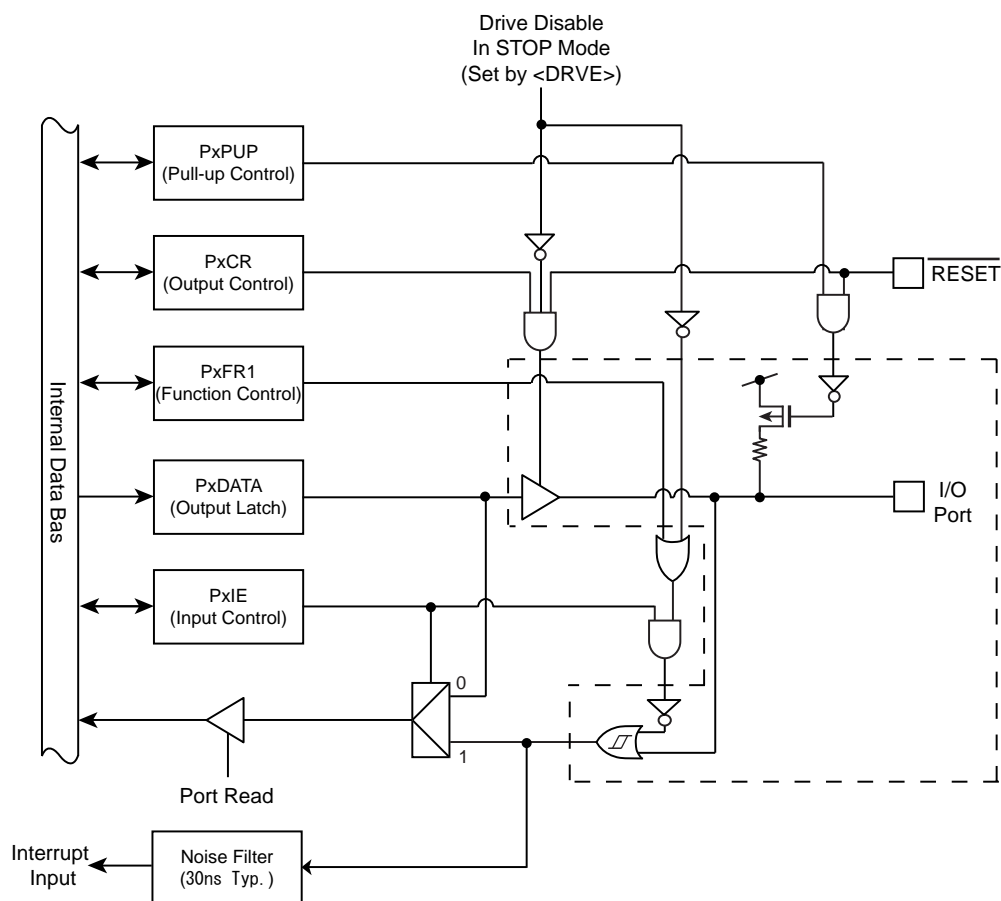 Drive Disable
In STOP Mode
(Set by <DRVE>)
PxPUP
(Pull-up Control)
PxCR
(Output Control)
RESET
PxFR1
(Function Control)
Internal Data Bas
PxDATA
(Output Latch)
I/O
Port
PxIE
(Input Control)
0
1
Port Read
Interrupt
Input
Noise Filter
(30ns Typ.)